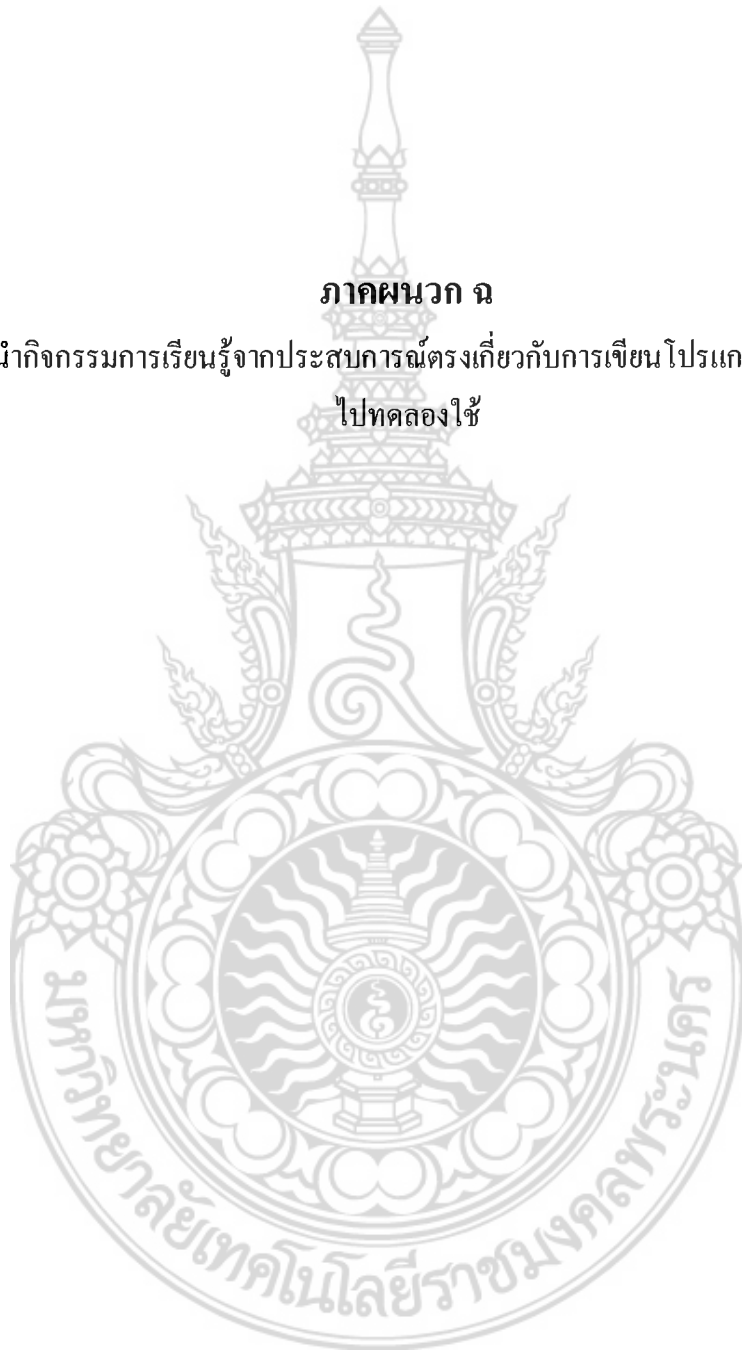 ภาคผนวก ฉ
นำกิจกรรมการเรียนรู้จากประสบการณ์ตรงเกี่ยวกับการเขียนโปรแก
ไปทดลองใช้
มหาวิทยาลัยเทคโนโลยีราชมงคลพระนคร